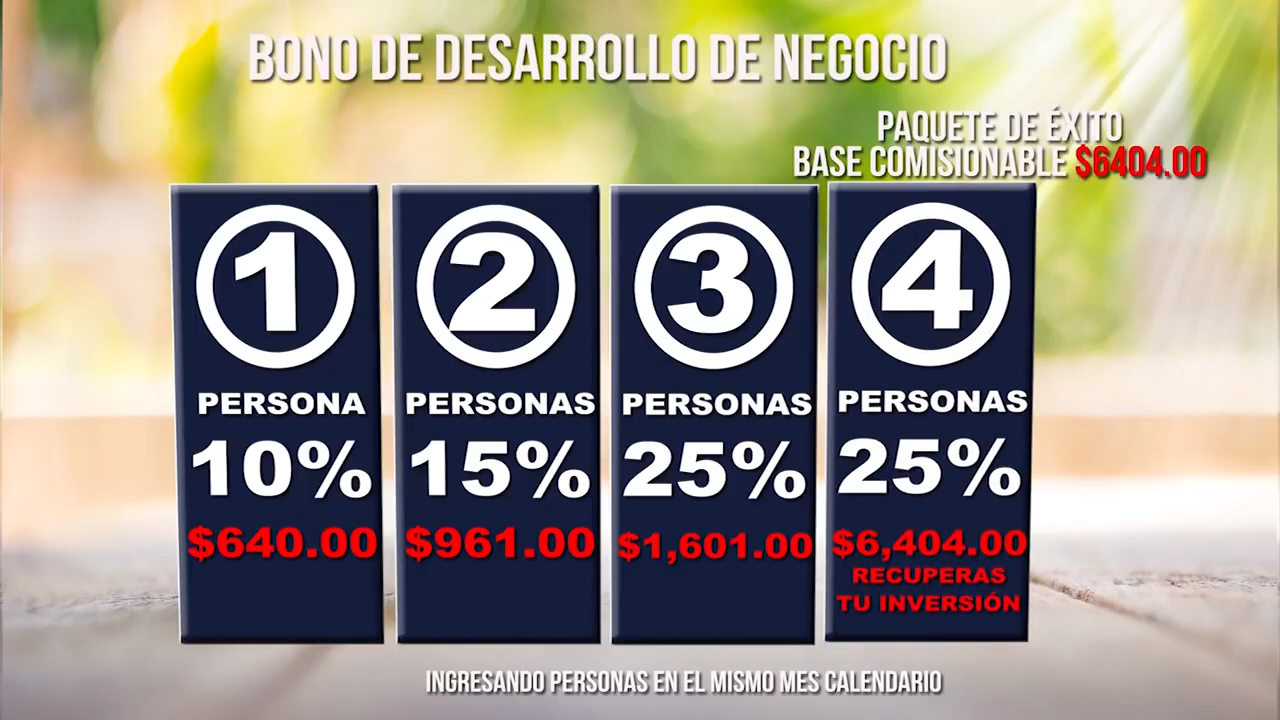 BONO DE DESARROLLO DE NEGOCIO
PAQUETE DE ÉXITO
BASE COMISIONABLE $6404.00
1
PERSONA
10%
$640.00
2
PERSONAS
15%
$961.00
3
PERSONAS
25%
$1,601.00
4
PERSONAS
25%
$6,404.00
RECUPERAS
TU INVERSIÓN
INGRESANDO PERSONAS EN EL MISMO MES CALENDARIO